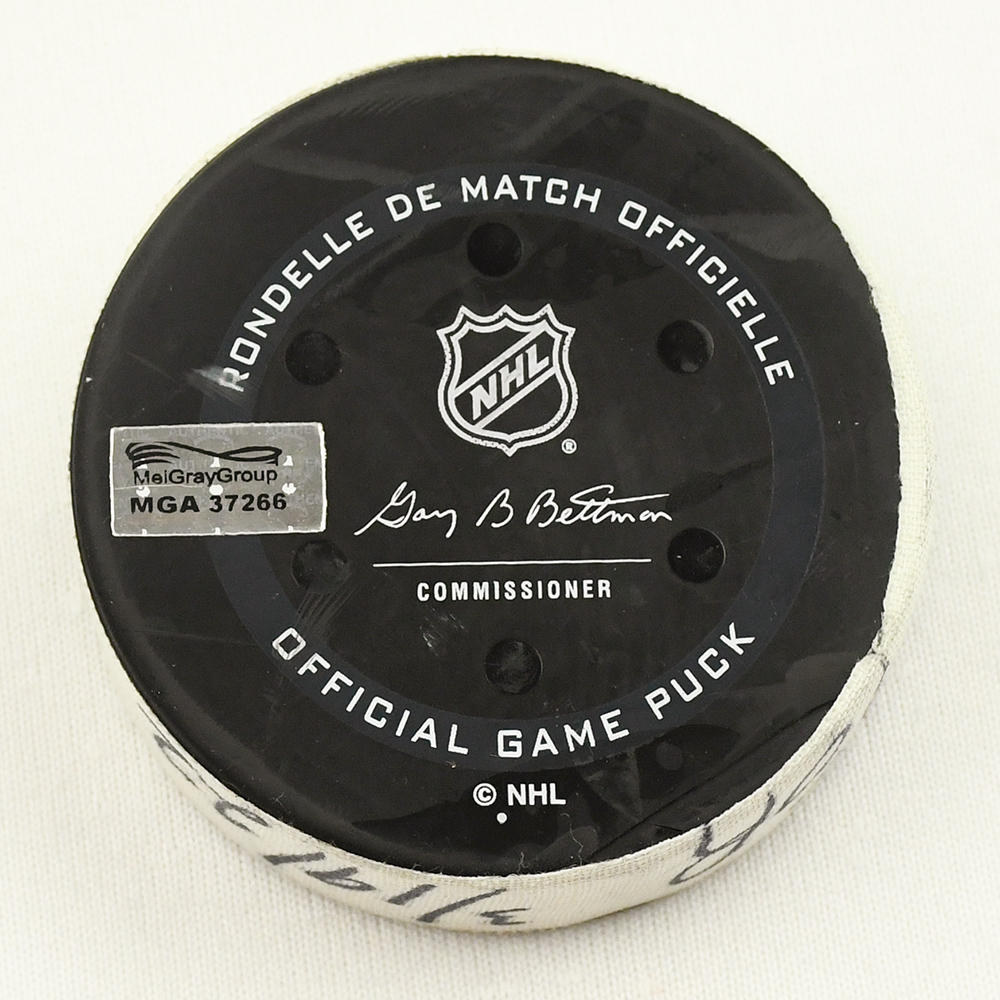 RONDELLE DE MATCH OFFICIELLE
NHL
®
MeiGrayGroup
MGA 37266
Gary B Bettman
COMMISSIONER
OFFICIAL GAME PUCK
© NHL